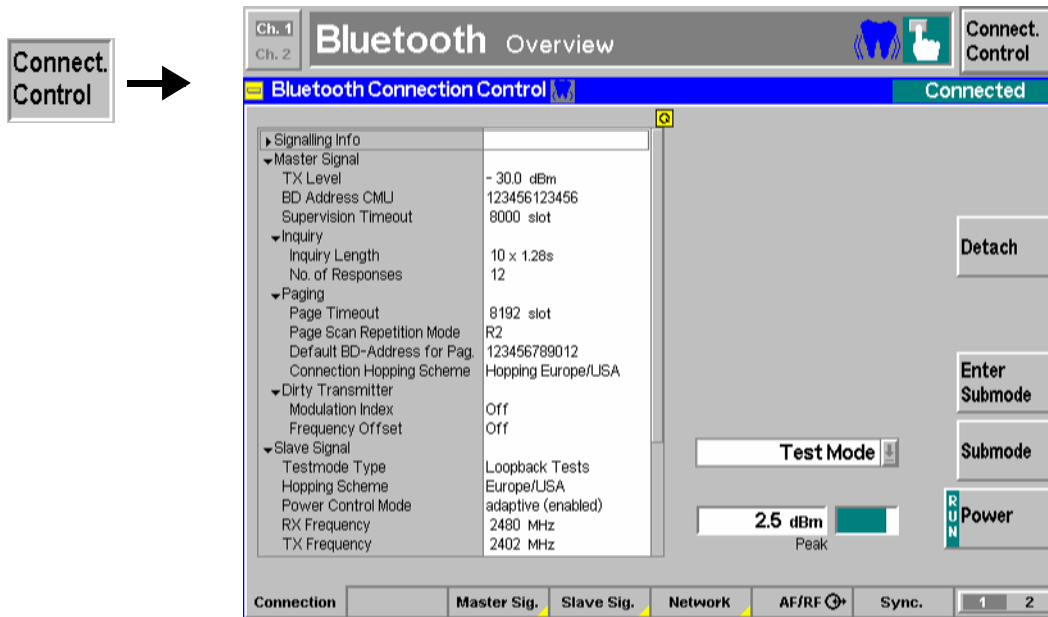 Connect.
Control
Ch. 1
Ch. 2
Bluetooth Overview
Connect.
Control
Bluetooth Connection Control
Connected
Signalling Info
Master Signal
TX Level - 30.0 dBm
BD Address CMU 123456123456
Supervision Timeout 8000 slot
Inquiry
Inquiry Length 10 x 1.28s
No. of Responses 12
Paging
Page Timeout 8192 slot
Page Scan Repetition Mode R2
Default BD-Address for Pag. 123456789012
Connection Hopping Scheme Hopping Europe/USA
Dirty Transmitter
Modulation Index Off
Frequency Offset Off
Slave Signal
Testmode Type Loopback Tests
Hopping Scheme Europe/USA
Power Control Mode adaptive (enabled)
RX Frequency 2480 MHz
TX Frequency 2402 MHz
Detach
Enter
Submode
Test Mode
Submode
2.5 dBm
Peak
RUN
Power
Connection
Master Sig.
Slave Sig.
Network
AF/RF
Sync.
1 2